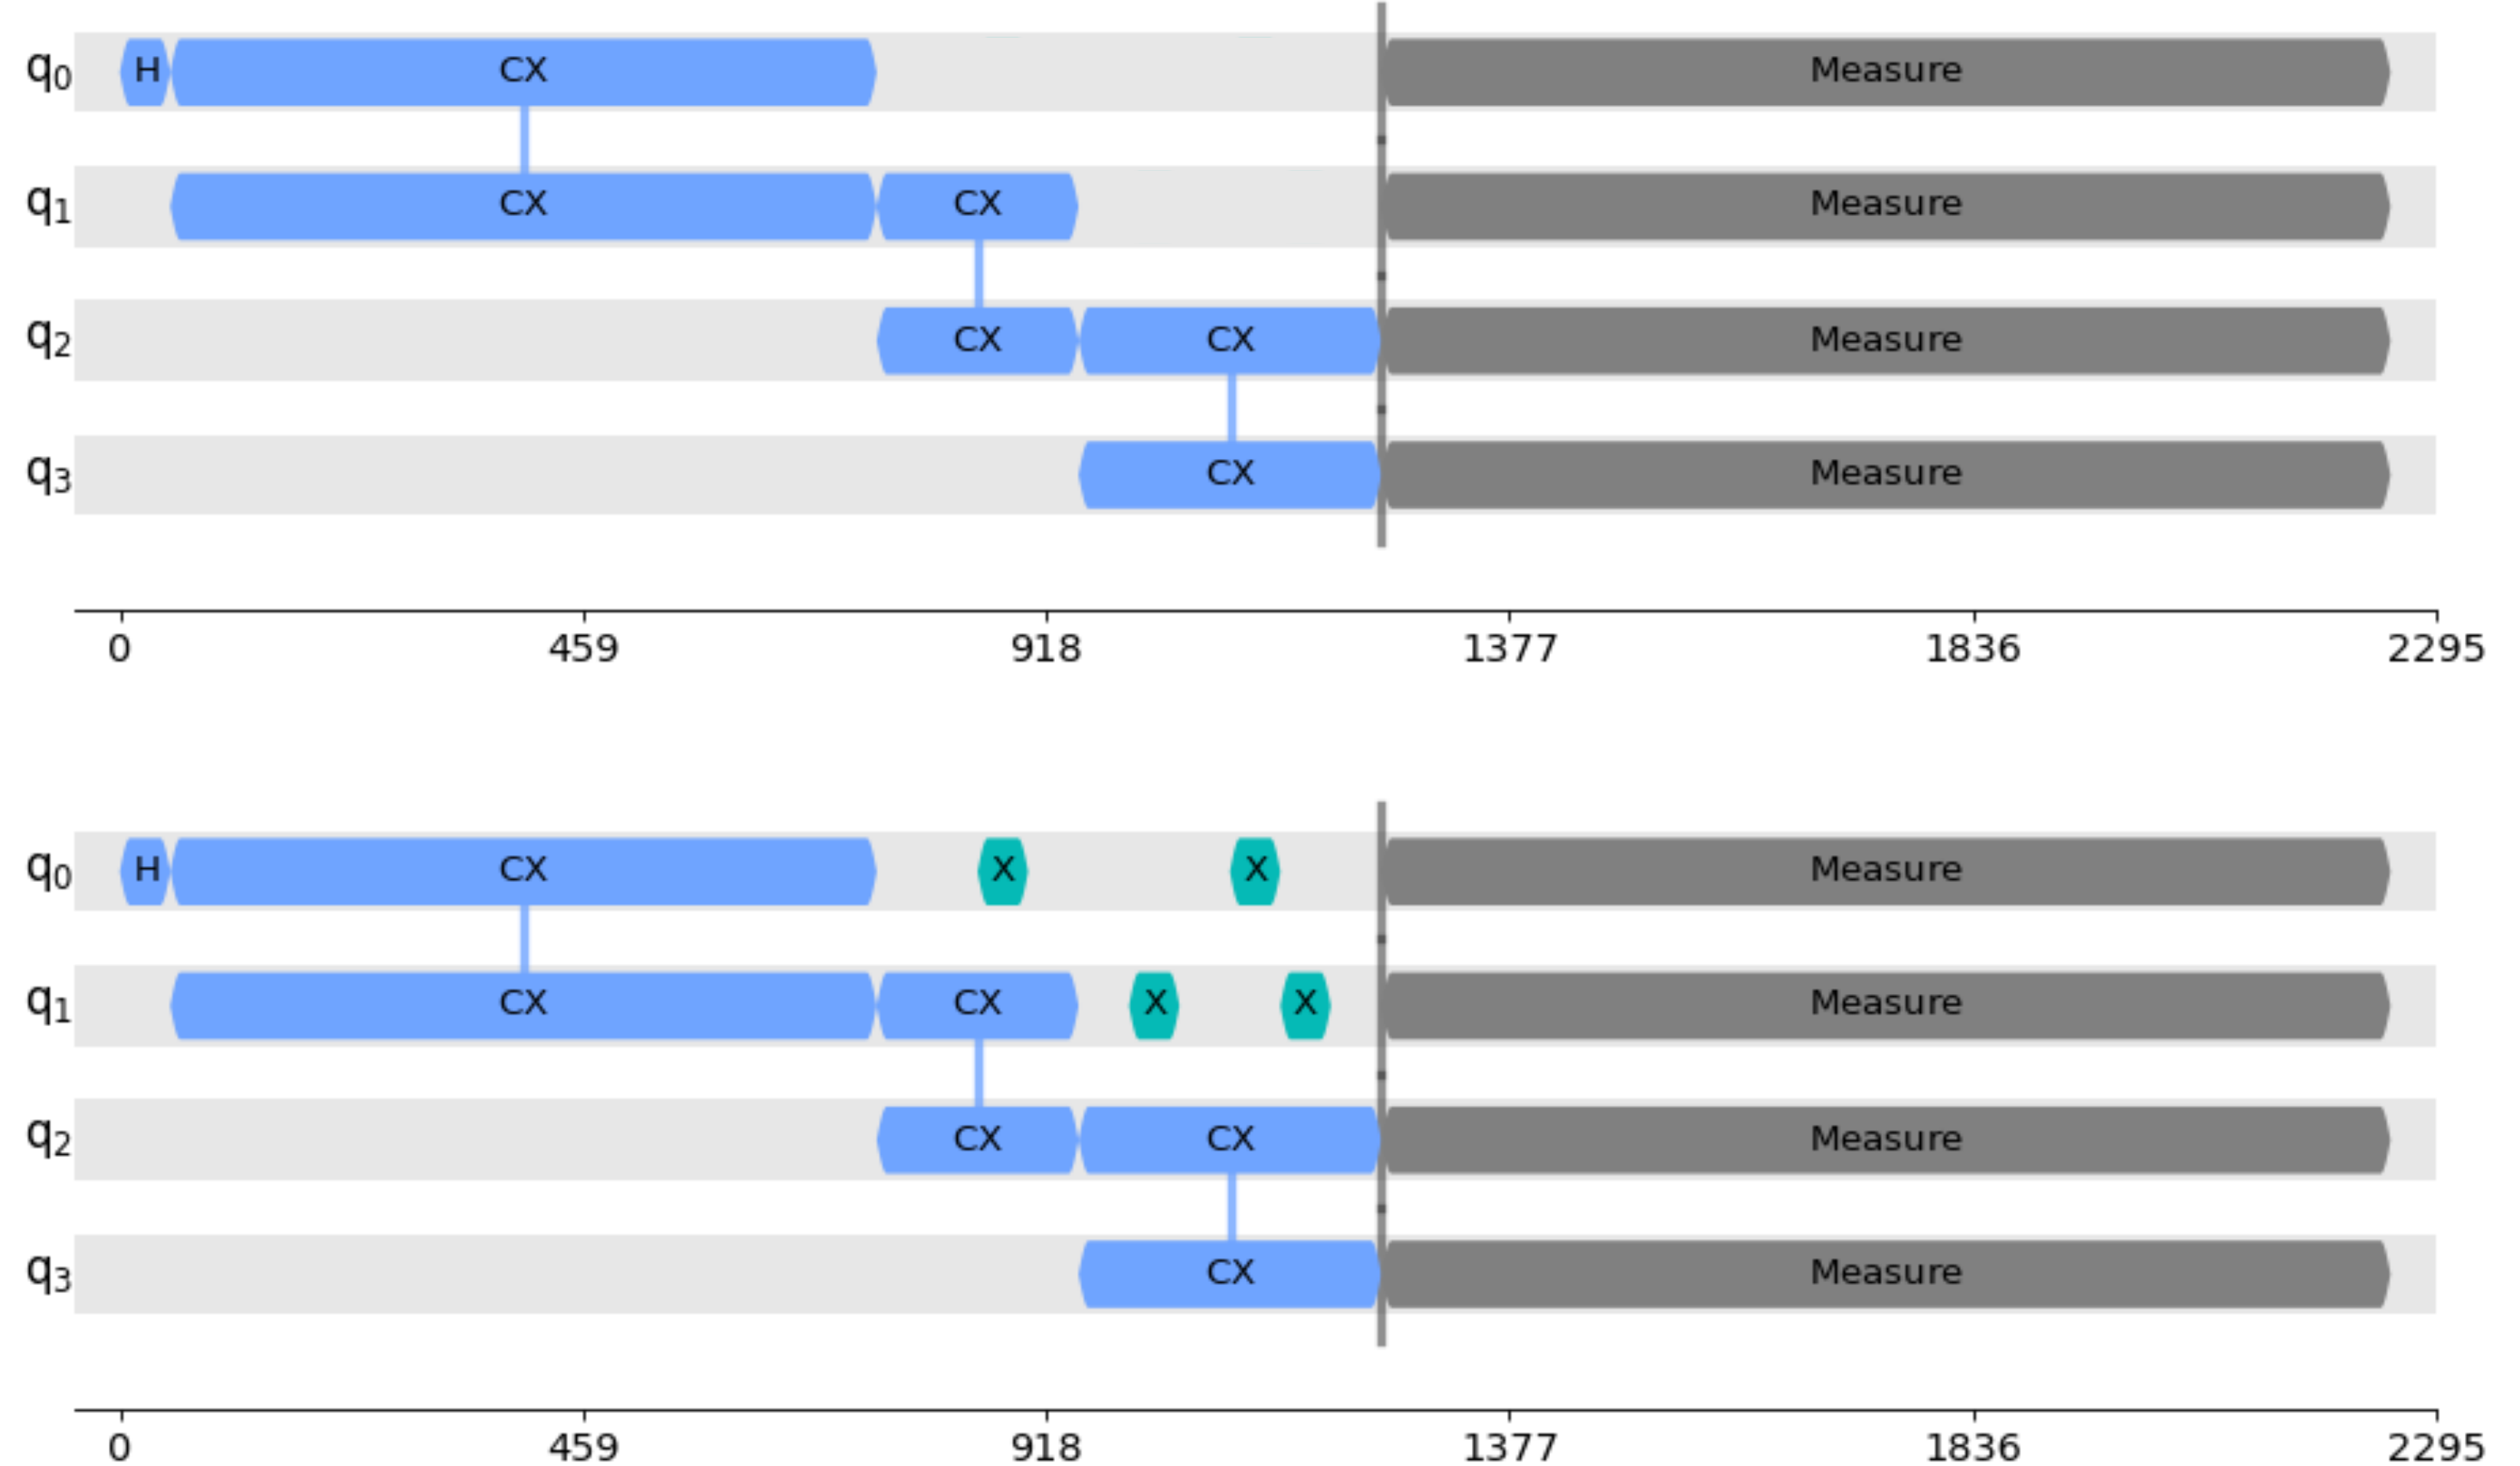 q0 H CX Measure
q1 CX CX Measure
q2 CX CX Measure
q3 CX Measure
0 459 918 1377 1836 2295
q0 H CX X X Measure
q1 CX CX X X Measure
q2 CX CX Measure
q3 CX Measure
0 459 918 1377 1836 2295